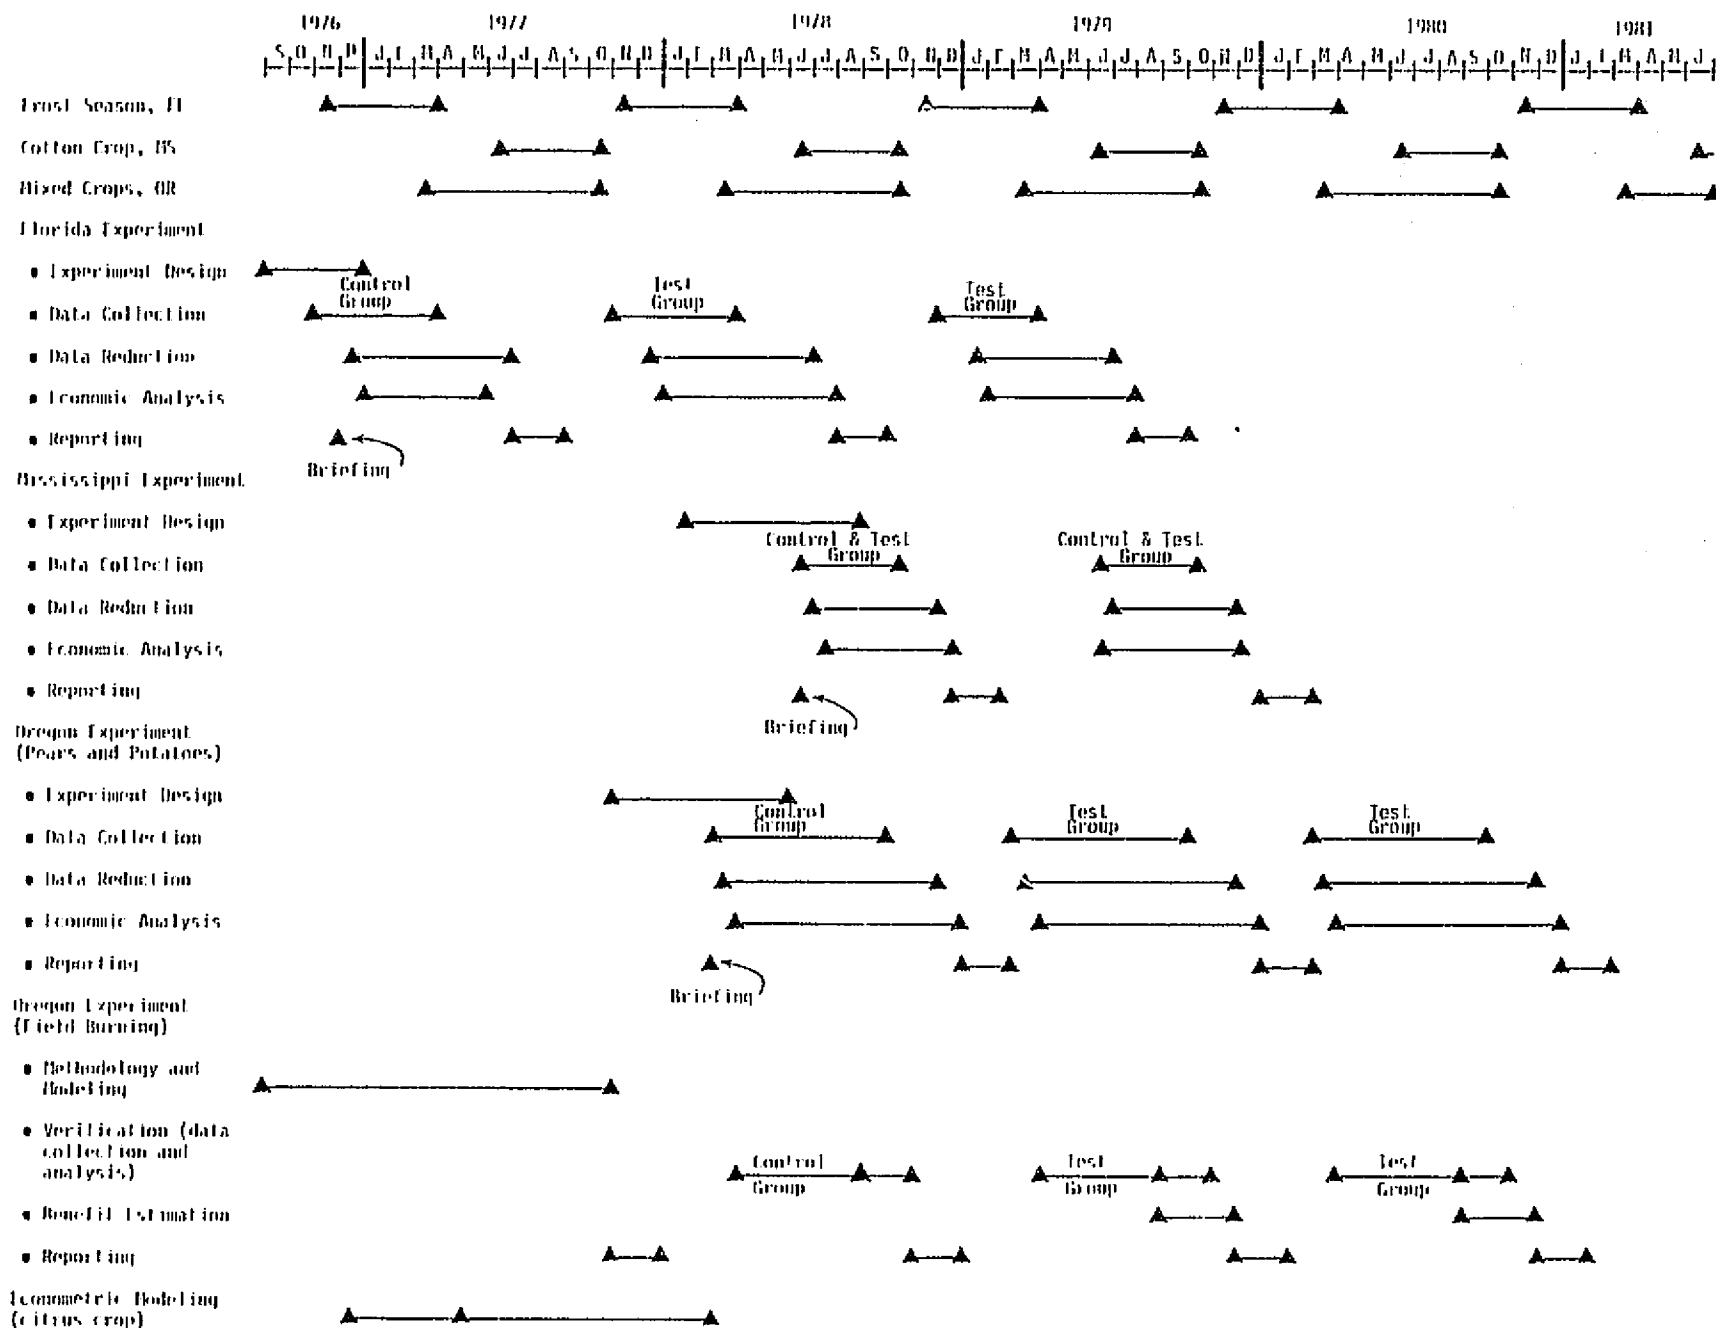 1976 1977 1978 1979 1980 1981
S O N D J F M A M J J A S O N D J F M A M J J A S O N D J F M A M J J A S O N D J F M A M J J A S O N D J F M A M J
Frost Season, Fl
Cotton Crop, MS
Mixed Crops, OR
Florida Experiment
• Experiment Design
Control Test Test
Group Group Group
• Data Collection
• Data Reduction
• Economic Analysis
• Reporting
Briefing
Mississippi Experiment
• Experiment Design
Control & Test Control & Test
Group Group
• Data Collection
• Data Reduction
• Economic Analysis
• Reporting
Briefing
Oregon Experiment
(Pears and Potatoes)
• Experiment Design
Control Test Test
Group Group Group
• Data Collection
• Data Reduction
• Economic Analysis
• Reporting
Briefing
Oregon Experiment
(Field Burning)
• Methodology and
Modeling
• Verification (data
collection and
analysis)
Control Test Test
Group Group Group
• Benefit Estimation
• Reporting
Econometric Modeling
(citrus crop)